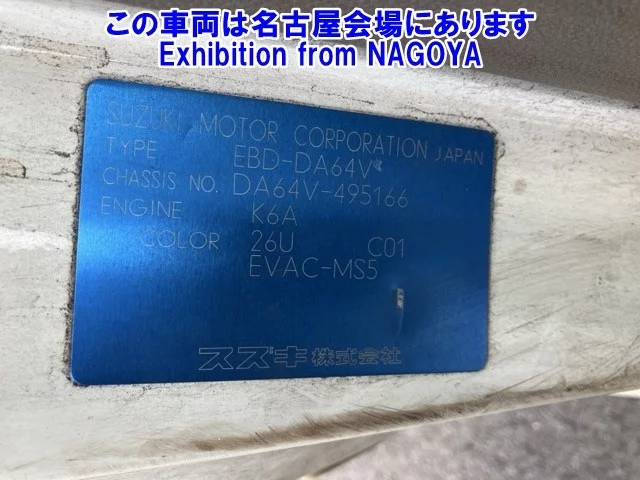 この車両は名古屋会場にあります
Exhibition from NAGOYA
SUZUKI MOTOR CORPORATION JAPAN
TYPE EBD-DA64V
CHASSIS NO. DA64V-495166
ENGINE K6A
COLOR 26U C01
EVAC-MS5
スズキ株式会社